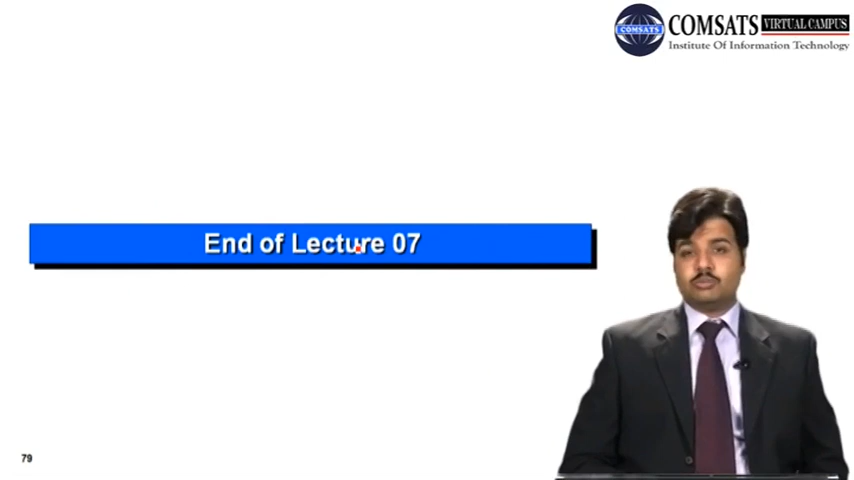 COMSATS VIRTUAL CAMPUS
COMSATS
Institute Of Information Technology
End of Lecture 07
79